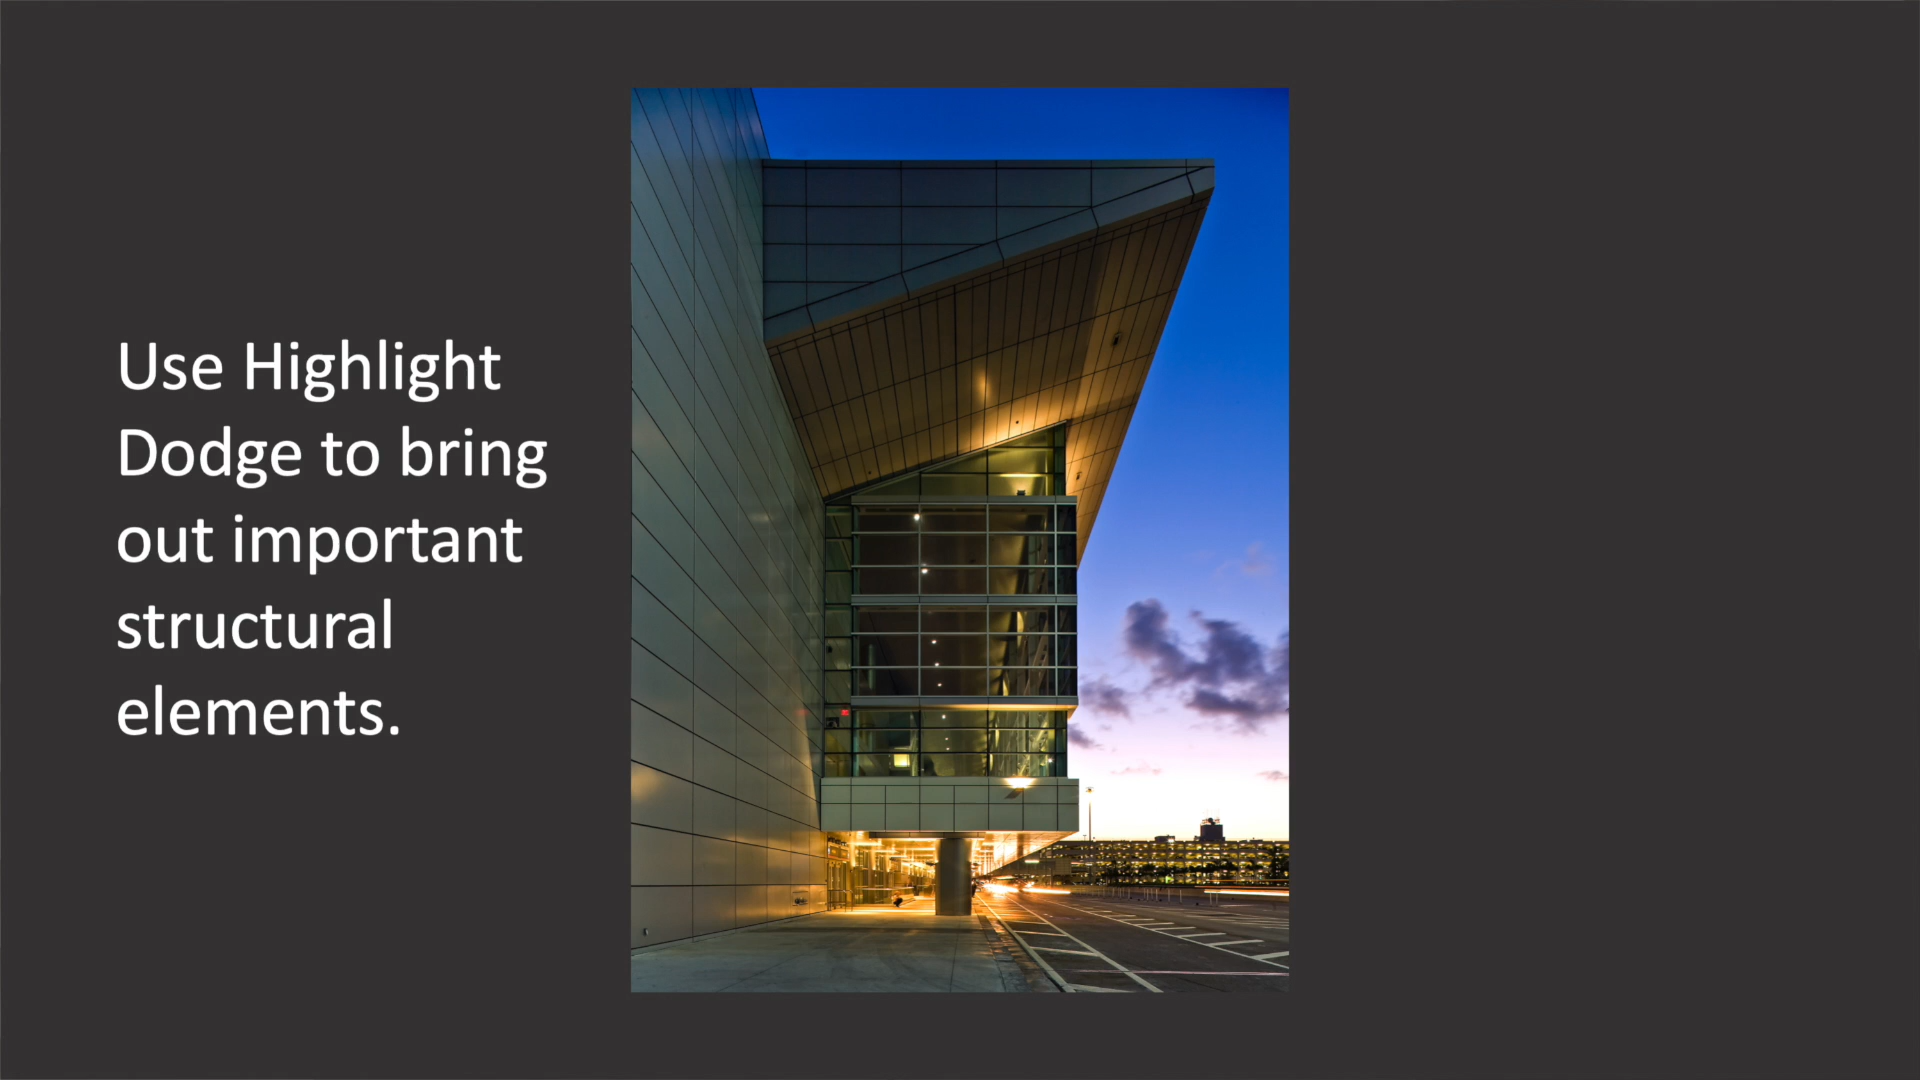 Use Highlight
Dodge to bring
out important
structural
elements.